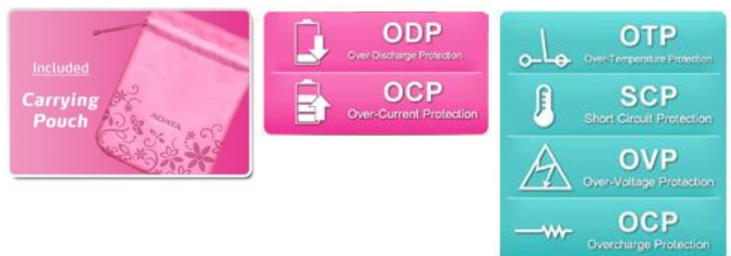 Included
Carrying
Pouch
ADATA
ODP
Over-Discharge Protection
OCP
Over-Current Protection
OTP
Over-Temperature Protection
SCP
Short Circuit Protection
OVP
Over-Voltage Protection
OCP
Overcharge Protection